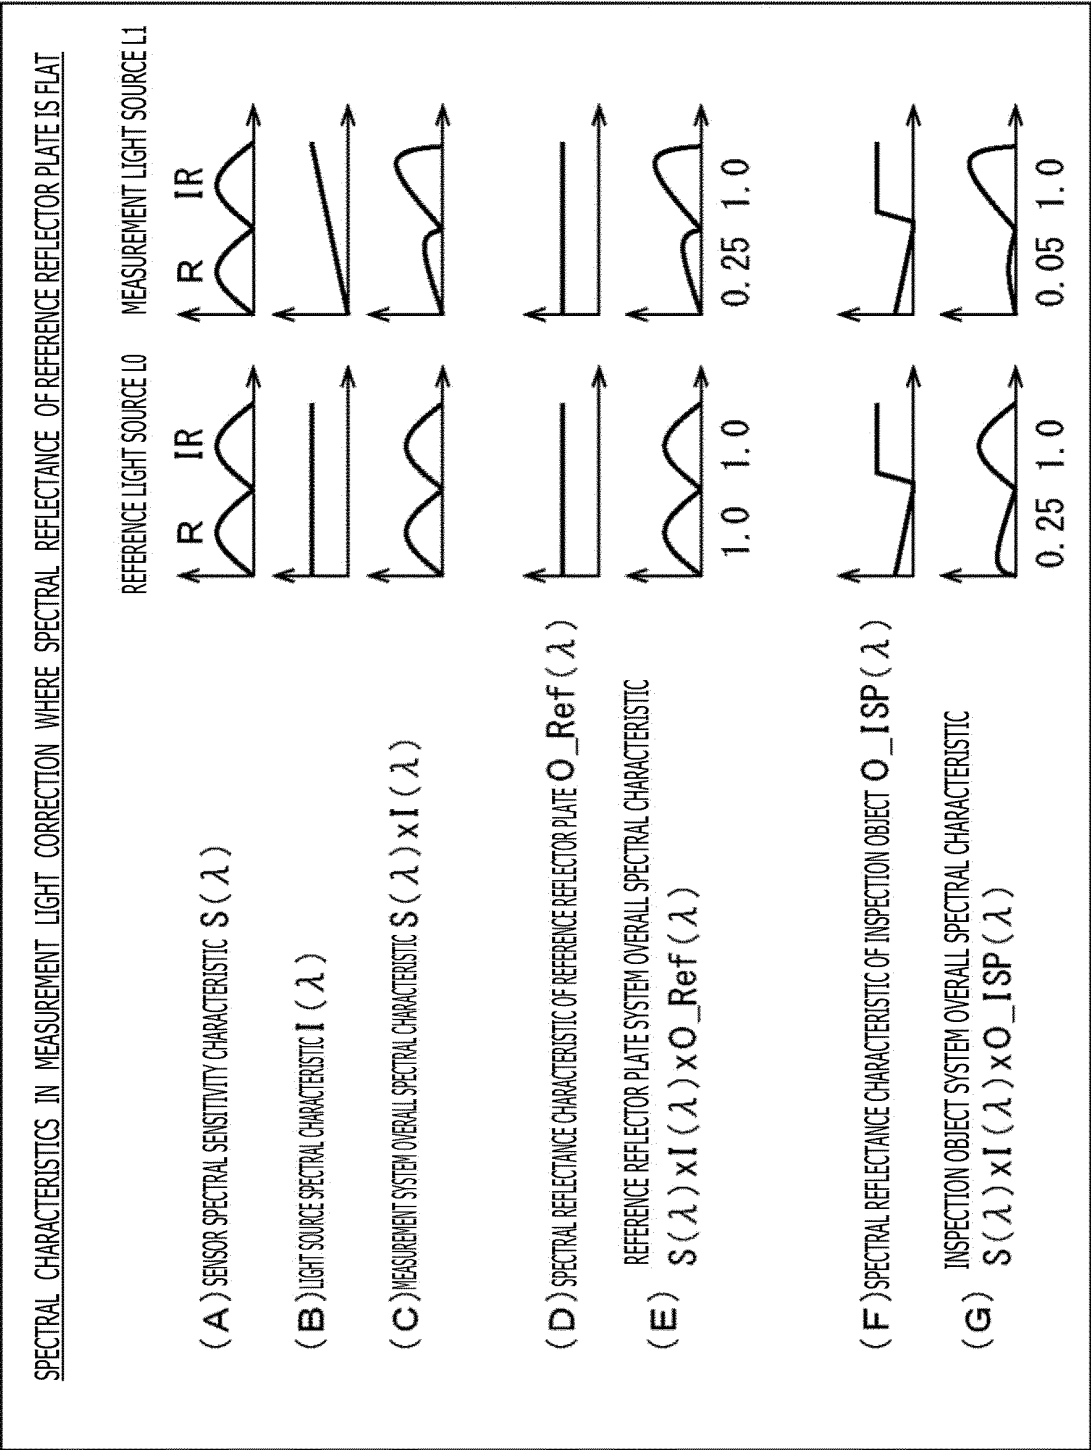 SPECTRAL CHARACTERISTICS IN MEASUREMENT LIGHT CORRECTION WHERE SPECTRAL REFLECTANCE OF REFERENCE REFLECTOR PLATE IS FLAT
REFERENCE LIGHT SOURCE L0 MEASUREMENT LIGHT SOURCE L1
R IR R IR
(A) SENSOR SPECTRAL SENSITIVITY CHARACTERISTIC S(λ)
(B) LIGHT SOURCE SPECTRAL CHARACTERISTIC I(λ)
(C) MEASUREMENT SYSTEM OVERALL SPECTRAL CHARACTERISTIC S(λ)xI(λ)
(D) SPECTRAL REFLECTANCE CHARACTERISTIC OF REFERENCE REFLECTOR PLATE O_Ref(λ)
(E) REFERENCE REFLECTOR PLATE SYSTEM OVERALL SPECTRAL CHARACTERISTIC
S(λ)xI(λ)xO_Ref(λ)
1.0 1.0 0.25 1.0
(F) SPECTRAL REFLECTANCE CHARACTERISTIC OF INSPECTION OBJECT O_ISP(λ)
(G) INSPECTION OBJECT SYSTEM OVERALL SPECTRAL CHARACTERISTIC
S(λ)xI(λ)xO_ISP(λ)
0.25 1.0 0.05 1.0